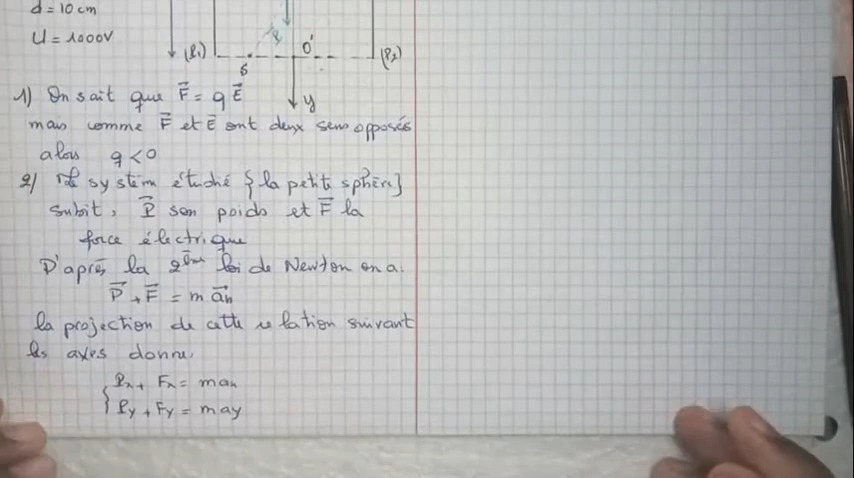 d = 10 cm
U = 1000V
(P1) O' (P2)
S
y
1) On sait que F⃗ = q E⃗
mais comme F⃗ et E⃗ ont deux sens opposés
alors q < 0
2) système étudié {la petite sphère}
subit, P⃗ son poids et F⃗ la
force électrique
D'après la 2ème loi de Newton on a.
P⃗ + F⃗ = m a⃗
la projection de cette relation suivant
les axes donne,
{ Px + Fx = max
Py + Fy = may